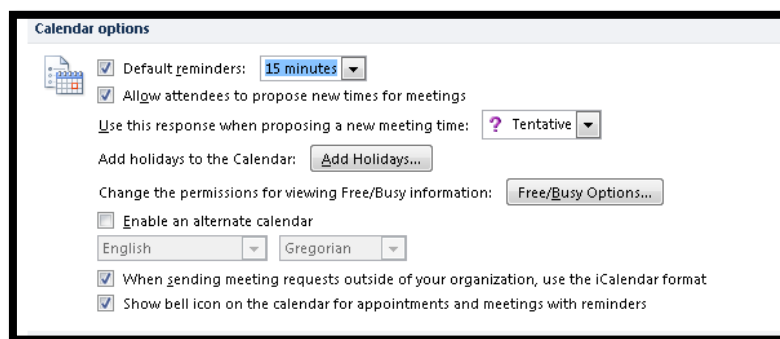 Calendar options
Default reminders: 15 minutes
Allow attendees to propose new times for meetings
Use this response when proposing a new meeting time: ? Tentative
Add holidays to the Calendar: Add Holidays...
Change the permissions for viewing Free/Busy information: Free/Busy Options...
Enable an alternate calendar
English Gregorian
When sending meeting requests outside of your organization, use the iCalendar format
Show bell icon on the calendar for appointments and meetings with reminders